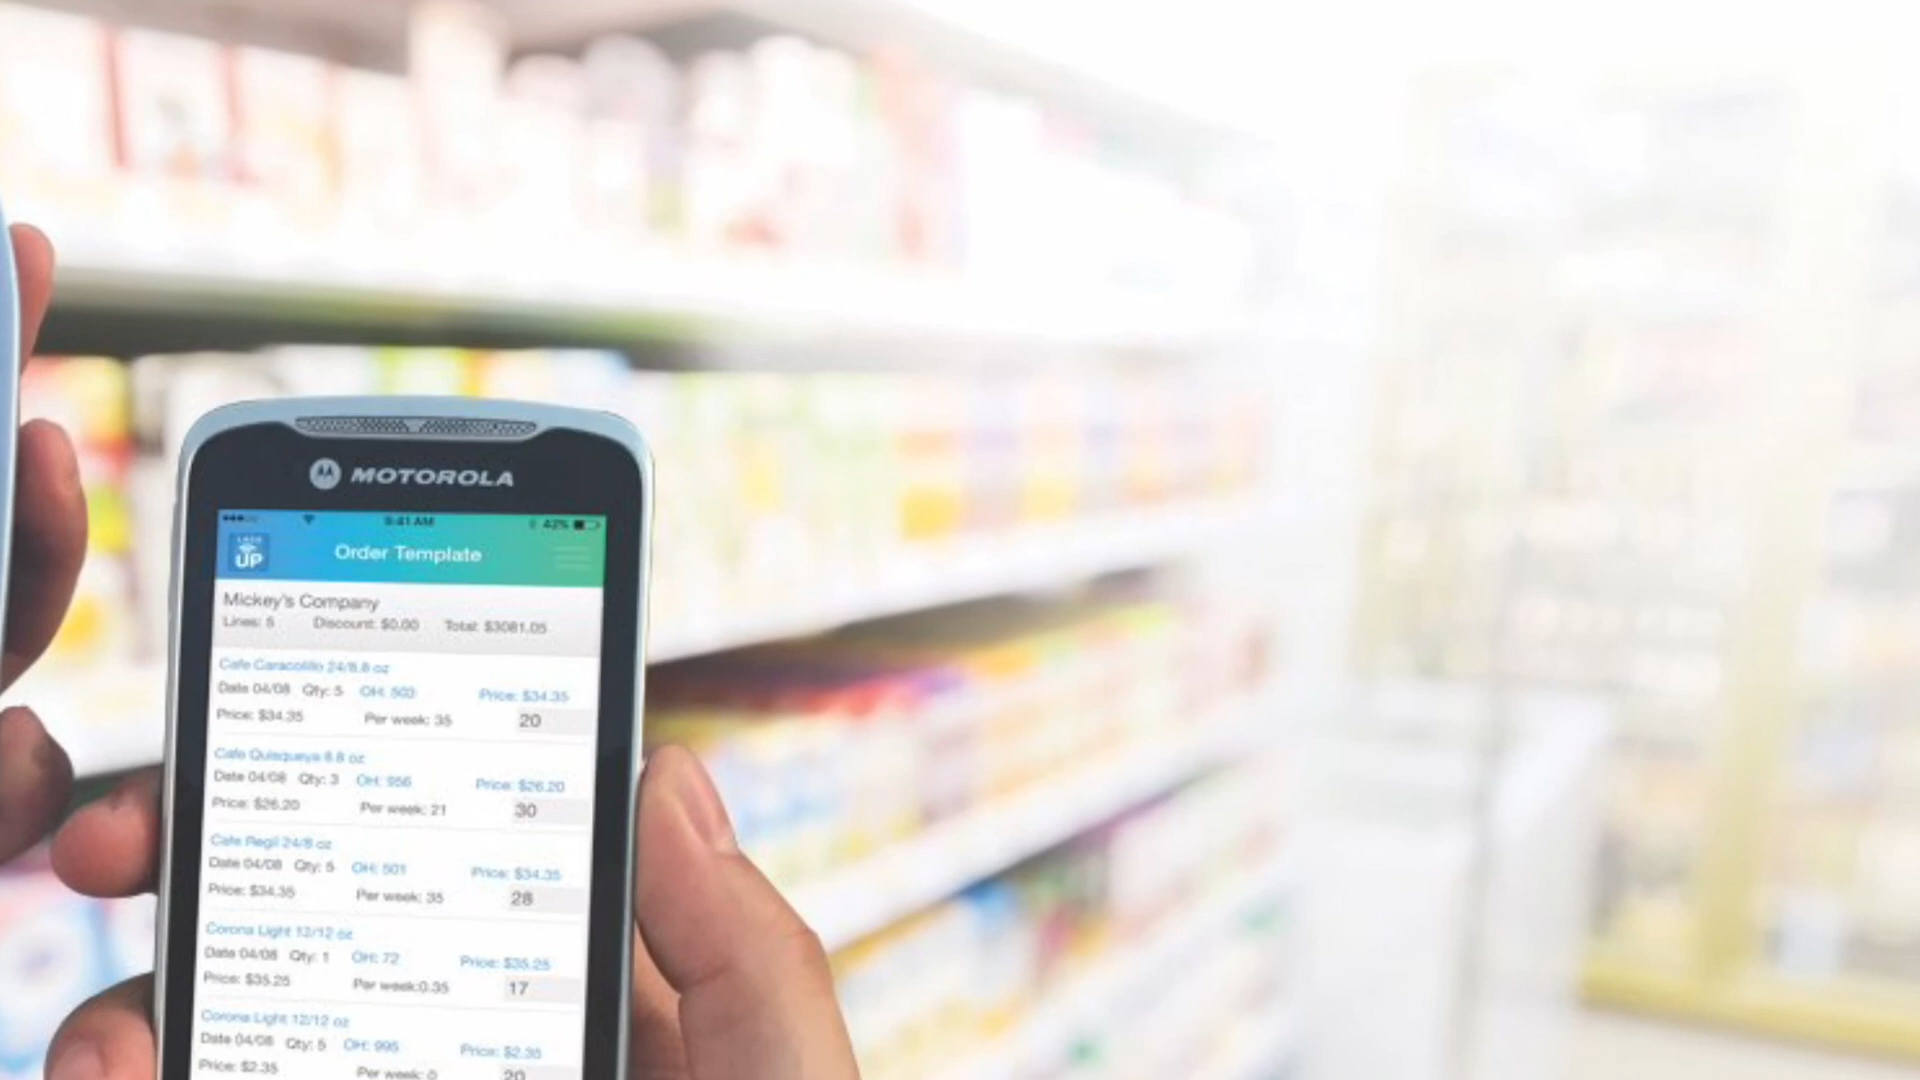 MOTOROLA
9:41 AM 42%
UP
Order Template
Mickey's Company
Lines: 5 Discount: $0.00 Total: $3081.05
Cafe Caracolillo 24/8.8 oz
Date 04/08 Qty: 5 OH: 503 Price: $34.35
Price: $34.35 Per week: 35 20
Cafe Quisqueya 8.8 oz
Date 04/08 Qty: 3 OH: 956 Price: $26.20
Price: $26.20 Per week: 21 30
Cafe Regil 24/8 oz
Date 04/08 Qty: 5 OH: 501 Price: $34.35
Price: $34.35 Per week: 35 28
Corona Light 12/12 oz
Date 04/08 Qty: 1 OH: 72 Price: $35.25
Price: $35.25 Per week:0.35 17
Corona Light 12/12 oz
Date 04/08 Qty: 5 OH: 995 Price: $2.35
Price: $2.35 Per week: 0 20